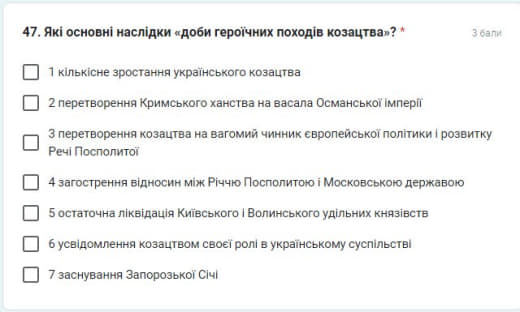 47. Які основні наслідки «доби героїчних походів козацтва»? *
3 бали
1 кількісне зростання українського козацтва
2 перетворення Кримського ханства на васала Османської імперії
3 перетворення козацтва на вагомий чинник європейської політики і розвитку
Речі Посполитої
4 загострення відносин між Річчю Посполитою і Московською державою
5 остаточна ліквідація Київського і Волинського удільних князівств
6 усвідомлення козацтвом своєї ролі в українському суспільстві
7 заснування Запорозької Січі